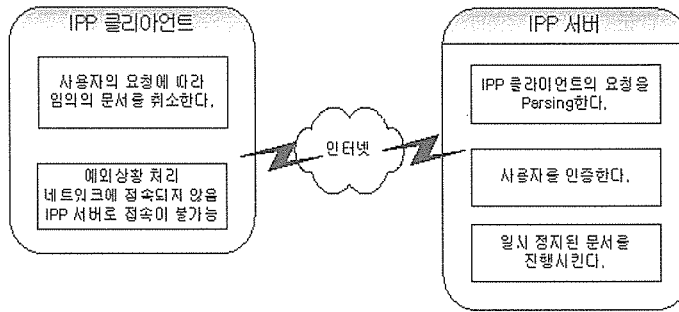 IPP 클리아언트
사용자의 요청에 따라
임의의 문서를 취소한다.
예외상황 처리
네트워크에 접속되지 않음
IPP 서버로 접속이 불가능
인터넷
IPP 서버
IPP 클라이언트의 요청을
Parsing한다.
사용자를 인증한다.
일시 정지된 문서를
진행시킨다.